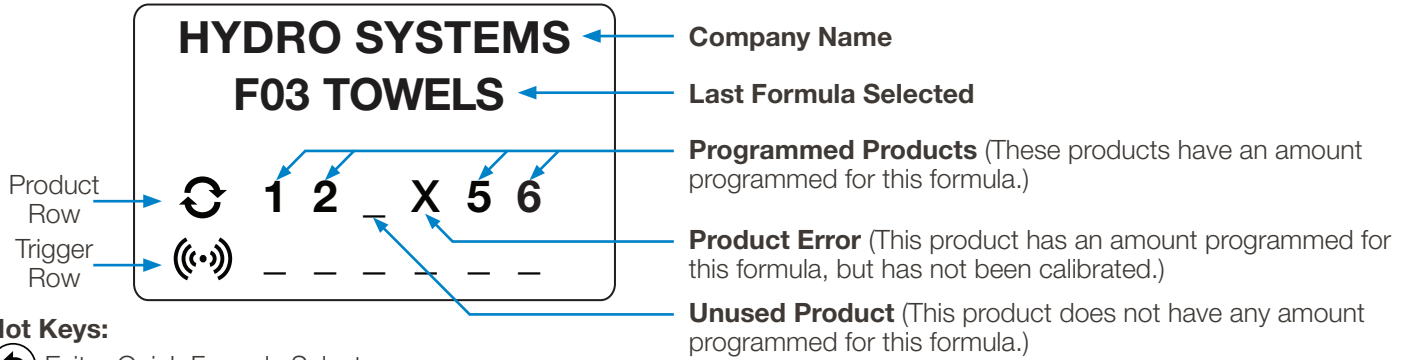 HYDRO SYSTEMS
Company Name
F03 TOWELS
Last Formula Selected
Programmed Products (These products have an amount
programmed for this formula.)
Product
Row
1 2 _ X 5 6
Product Error (This product has an amount programmed for
this formula, but has not been calibrated.)
Trigger
Row
_ _ _ _ _ _
Unused Product (This product does not have any amount
programmed for this formula.)
Keys: